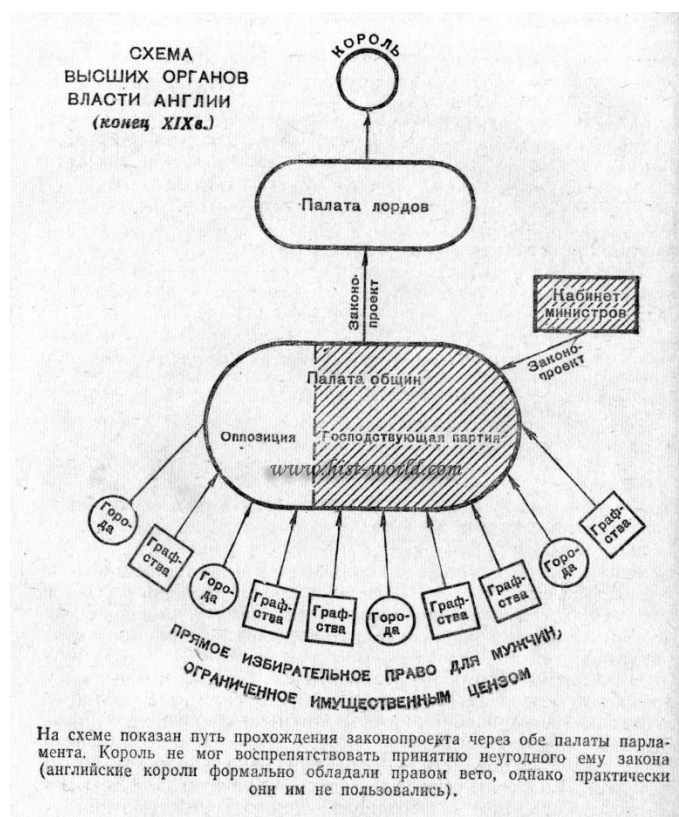 СХЕМА
ВЫСШИХ ОРГАНОВ
ВЛАСТИ АНГЛИИ
(конец XIXв.)
КОРОЛЬ
Палата лордов
Законо-
проект
Кабинет
министров
Законо-
проект
Палата общин
Оппозиция
Господствующая партия
www.hist-world.com
Горо-
да
Граф-
ства
Горо-
да
Граф-
ства
Граф-
ства
Горо-
да
Граф-
ства
Граф-
ства
Горо-
да
Граф-
ства
ПРЯМОЕ ИЗБИРАТЕЛЬНОЕ ПРАВО ДЛЯ МУЖЧИН,
ОГРАНИЧЕННОЕ ИМУЩЕСТВЕННЫМ ЦЕНЗОМ
На схеме показан путь прохождения законопроекта через обе палаты парла-
мента. Король не мог воспрепятствовать принятию неугодного ему закона
(английские короли формально обладали правом вето, однако практически
они им не пользовались).